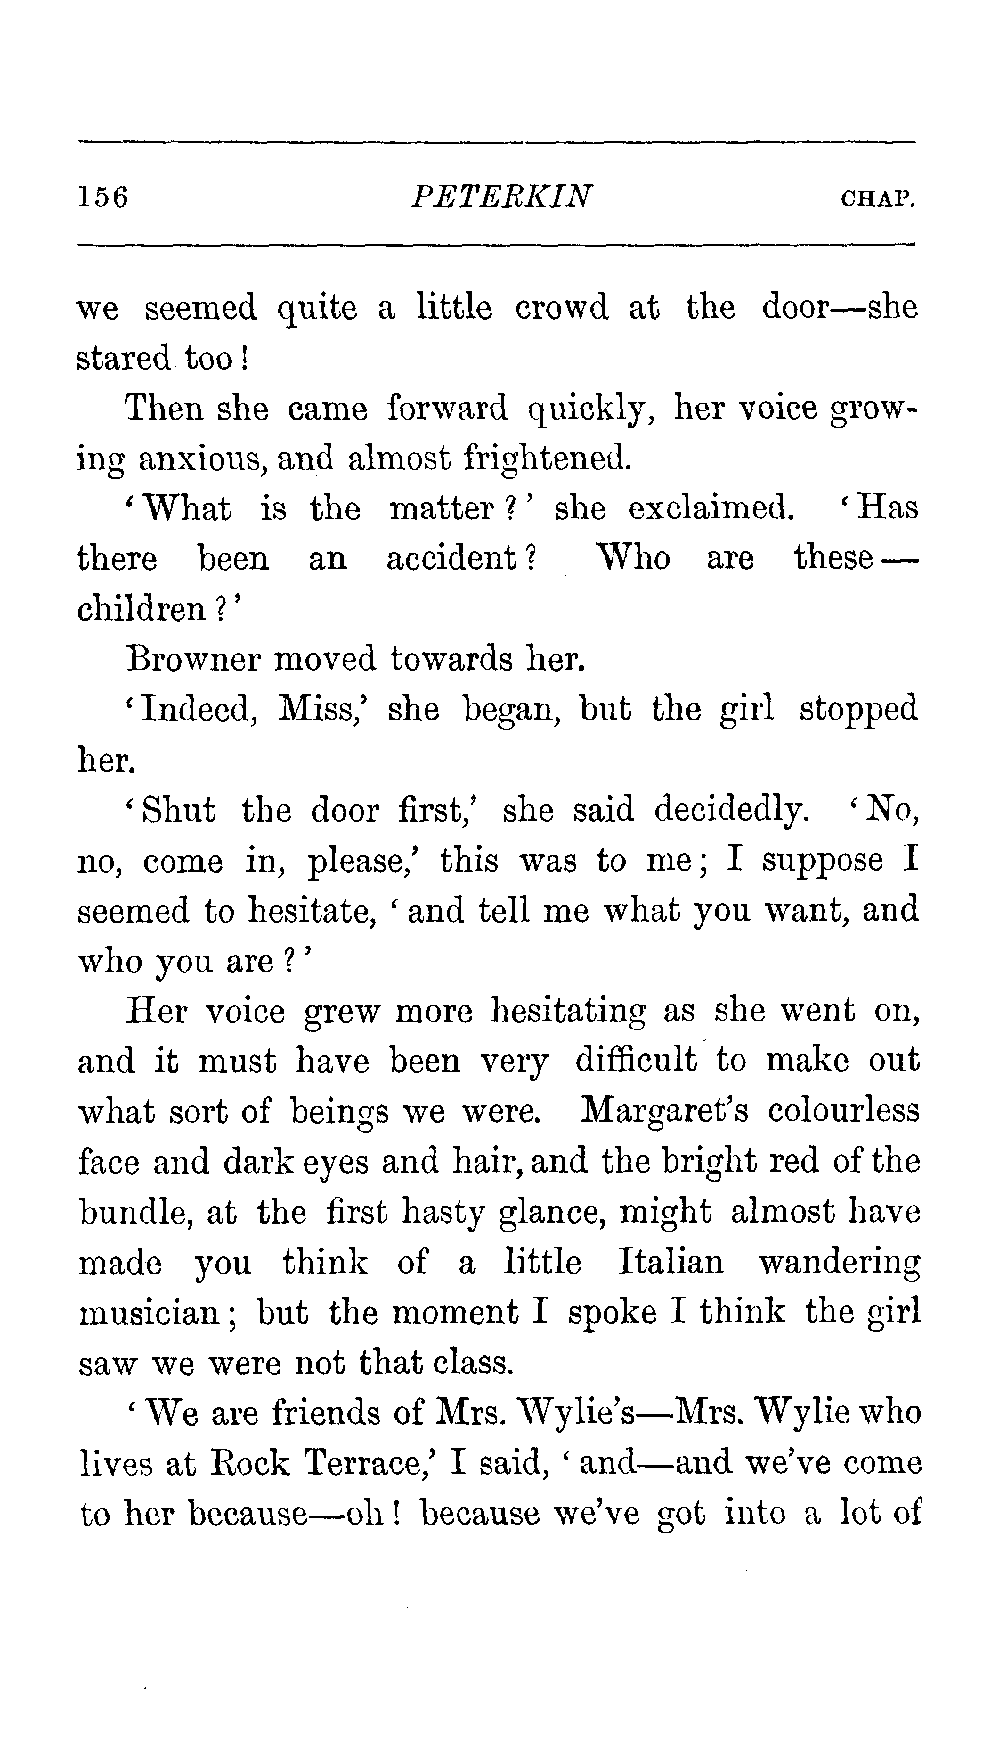 156 PETERKIN CHAP.
we seemed quite a little crowd at the door—she
stared too!
Then she came forward quickly, her voice grow-
ing anxious, and almost frightened.
‘What is the matter?’ she exclaimed. ‘Has
there been an accident? Who are these—
children?’
Browner moved towards her.
‘Indeed, Miss,’ she began, but the girl stopped
her.
‘Shut the door first,’ she said decidedly. ‘No,
no, come in, please,’ this was to me; I suppose I
seemed to hesitate, ‘and tell me what you want, and
who you are?’
Her voice grew more hesitating as she went on,
and it must have been very difficult to make out
what sort of beings we were. Margaret’s colourless
face and dark eyes and hair, and the bright red of the
bundle, at the first hasty glance, might almost have
made you think of a little Italian wandering
musician; but the moment I spoke I think the girl
saw we were not that class.
‘We are friends of Mrs. Wylie’s—Mrs. Wylie who
lives at Rock Terrace,’ I said, ‘and—and we’ve come
to her because—oh! because we’ve got into a lot of